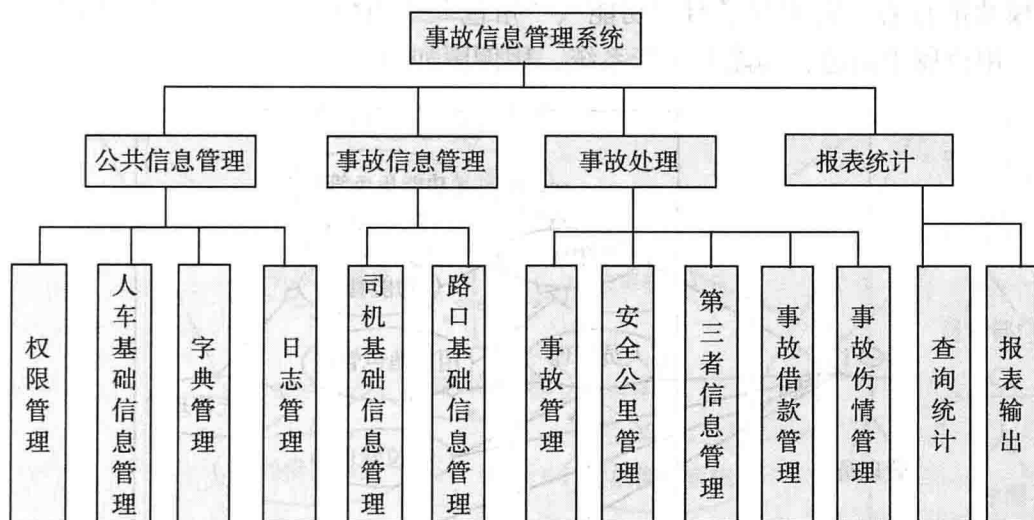 事故信息管理系统
公共信息管理
事故信息管理
事故处理
报表统计
权限管理
人车基础信息管理
字典管理
日志管理
司机基础信息管理
路口基础信息管理
事故管理
安全公里管理
第三者信息管理
事故借款管理
事故伤情管理
查询统计
报表输出